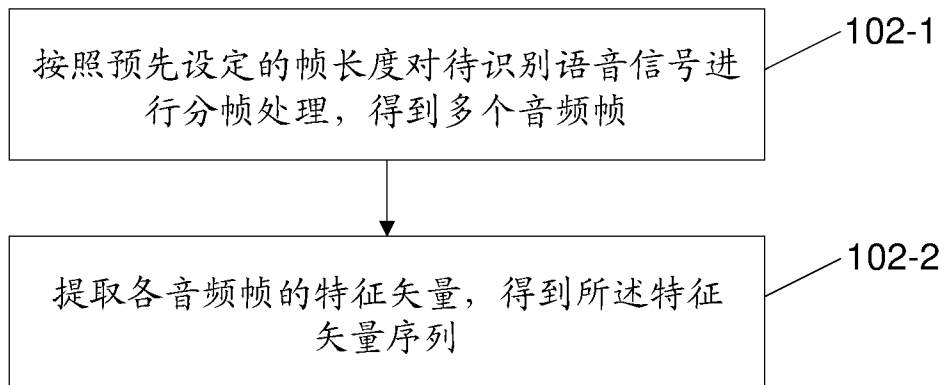 102-1
按照预先设定的帧长度对待识别语音信号进
行分帧处理，得到多个音频帧
102-2
提取各音频帧的特征矢量，得到所述特征
矢量序列